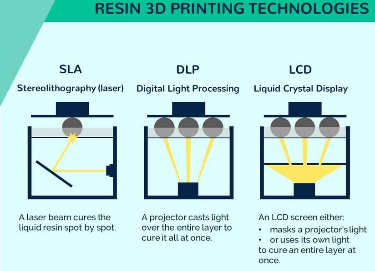 RESIN 3D PRINTING TECHNOLOGIES
SLA
Stereolithography (laser)
A laser beam cures the
liquid resin spot by spot.
DLP
Digital Light Processing
A projector casts light
over the entire layer to
cure it all at once.
LCD
Liquid Crystal Display
An LCD screen either:
• masks a projector's light
• or uses its own light
to cure an entire layer at
once.